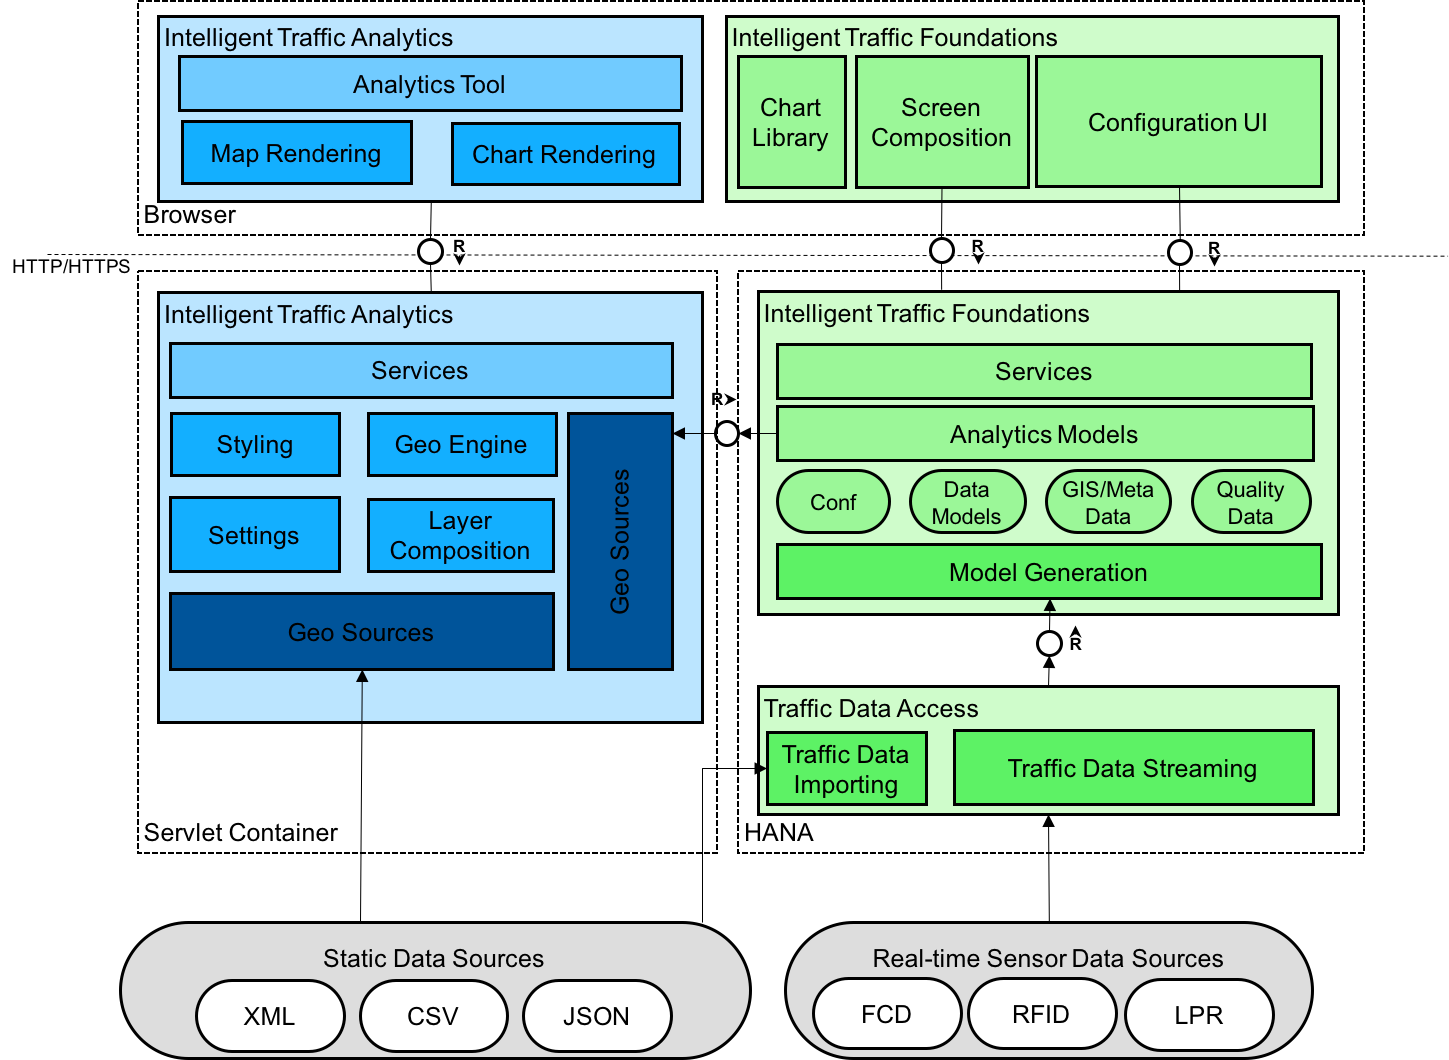 Intelligent Traffic Analytics
Analytics Tool
Map Rendering
Chart Rendering
Intelligent Traffic Foundations
Chart
Library
Screen
Composition
Configuration UI
Browser
R
R
R
HTTP/HTTPS
Intelligent Traffic Analytics
Services
Styling
Geo Engine
Settings
Layer
Composition
Geo Sources
Geo Sources
Servlet Container
R
Intelligent Traffic Foundations
Services
Analytics Models
Conf
Data
Models
GIS/Meta
Data
Quality
Data
Model Generation
R
Traffic Data Access
Traffic Data
Importing
Traffic Data Streaming
HANA
Static Data Sources
XML
CSV
JSON
Real-time Sensor Data Sources
FCD
RFID
LPR